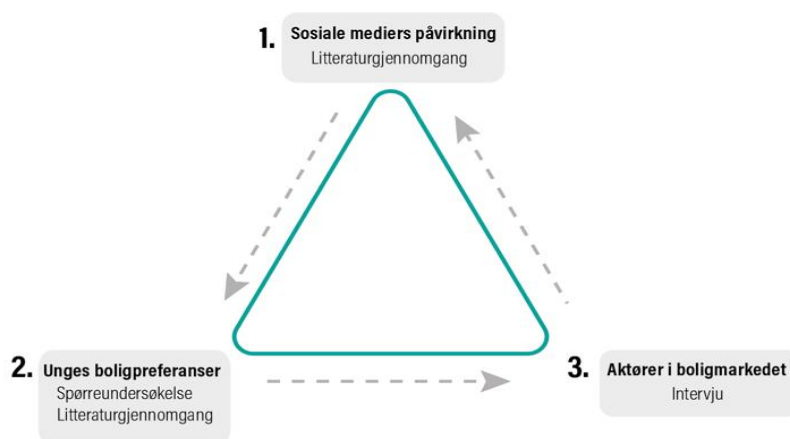 1. Sosiale mediers påvirkning
Litteraturgjennomgang
2. Unges boligpreferanser
Spørreundersøkelse
Litteraturgjennomgang
3. Aktører i boligmarkedet
Intervju